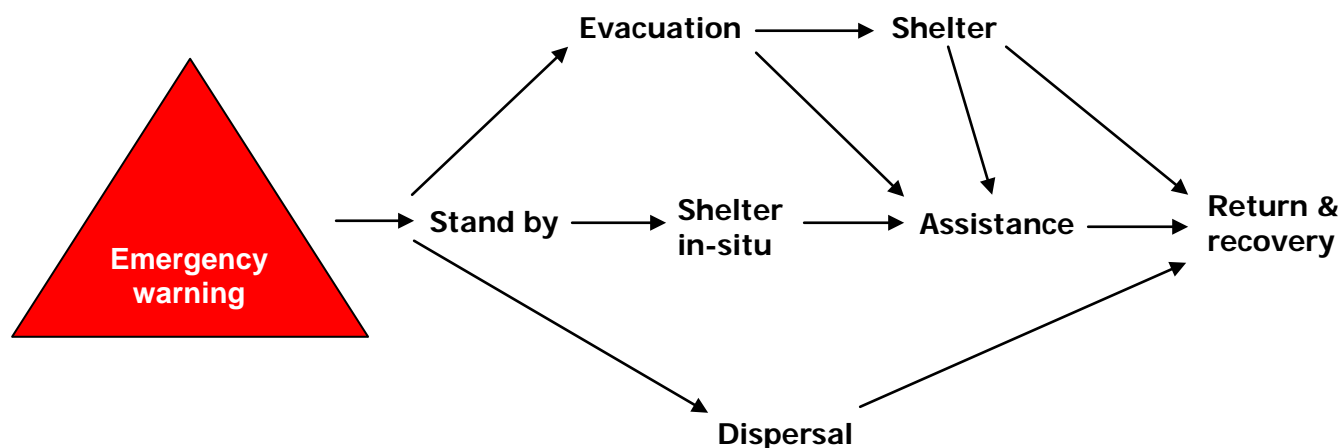 Evacuation
Shelter
Emergency
warning
Stand by
Shelter
in-situ
Assistance
Return &
recovery
Dispersal